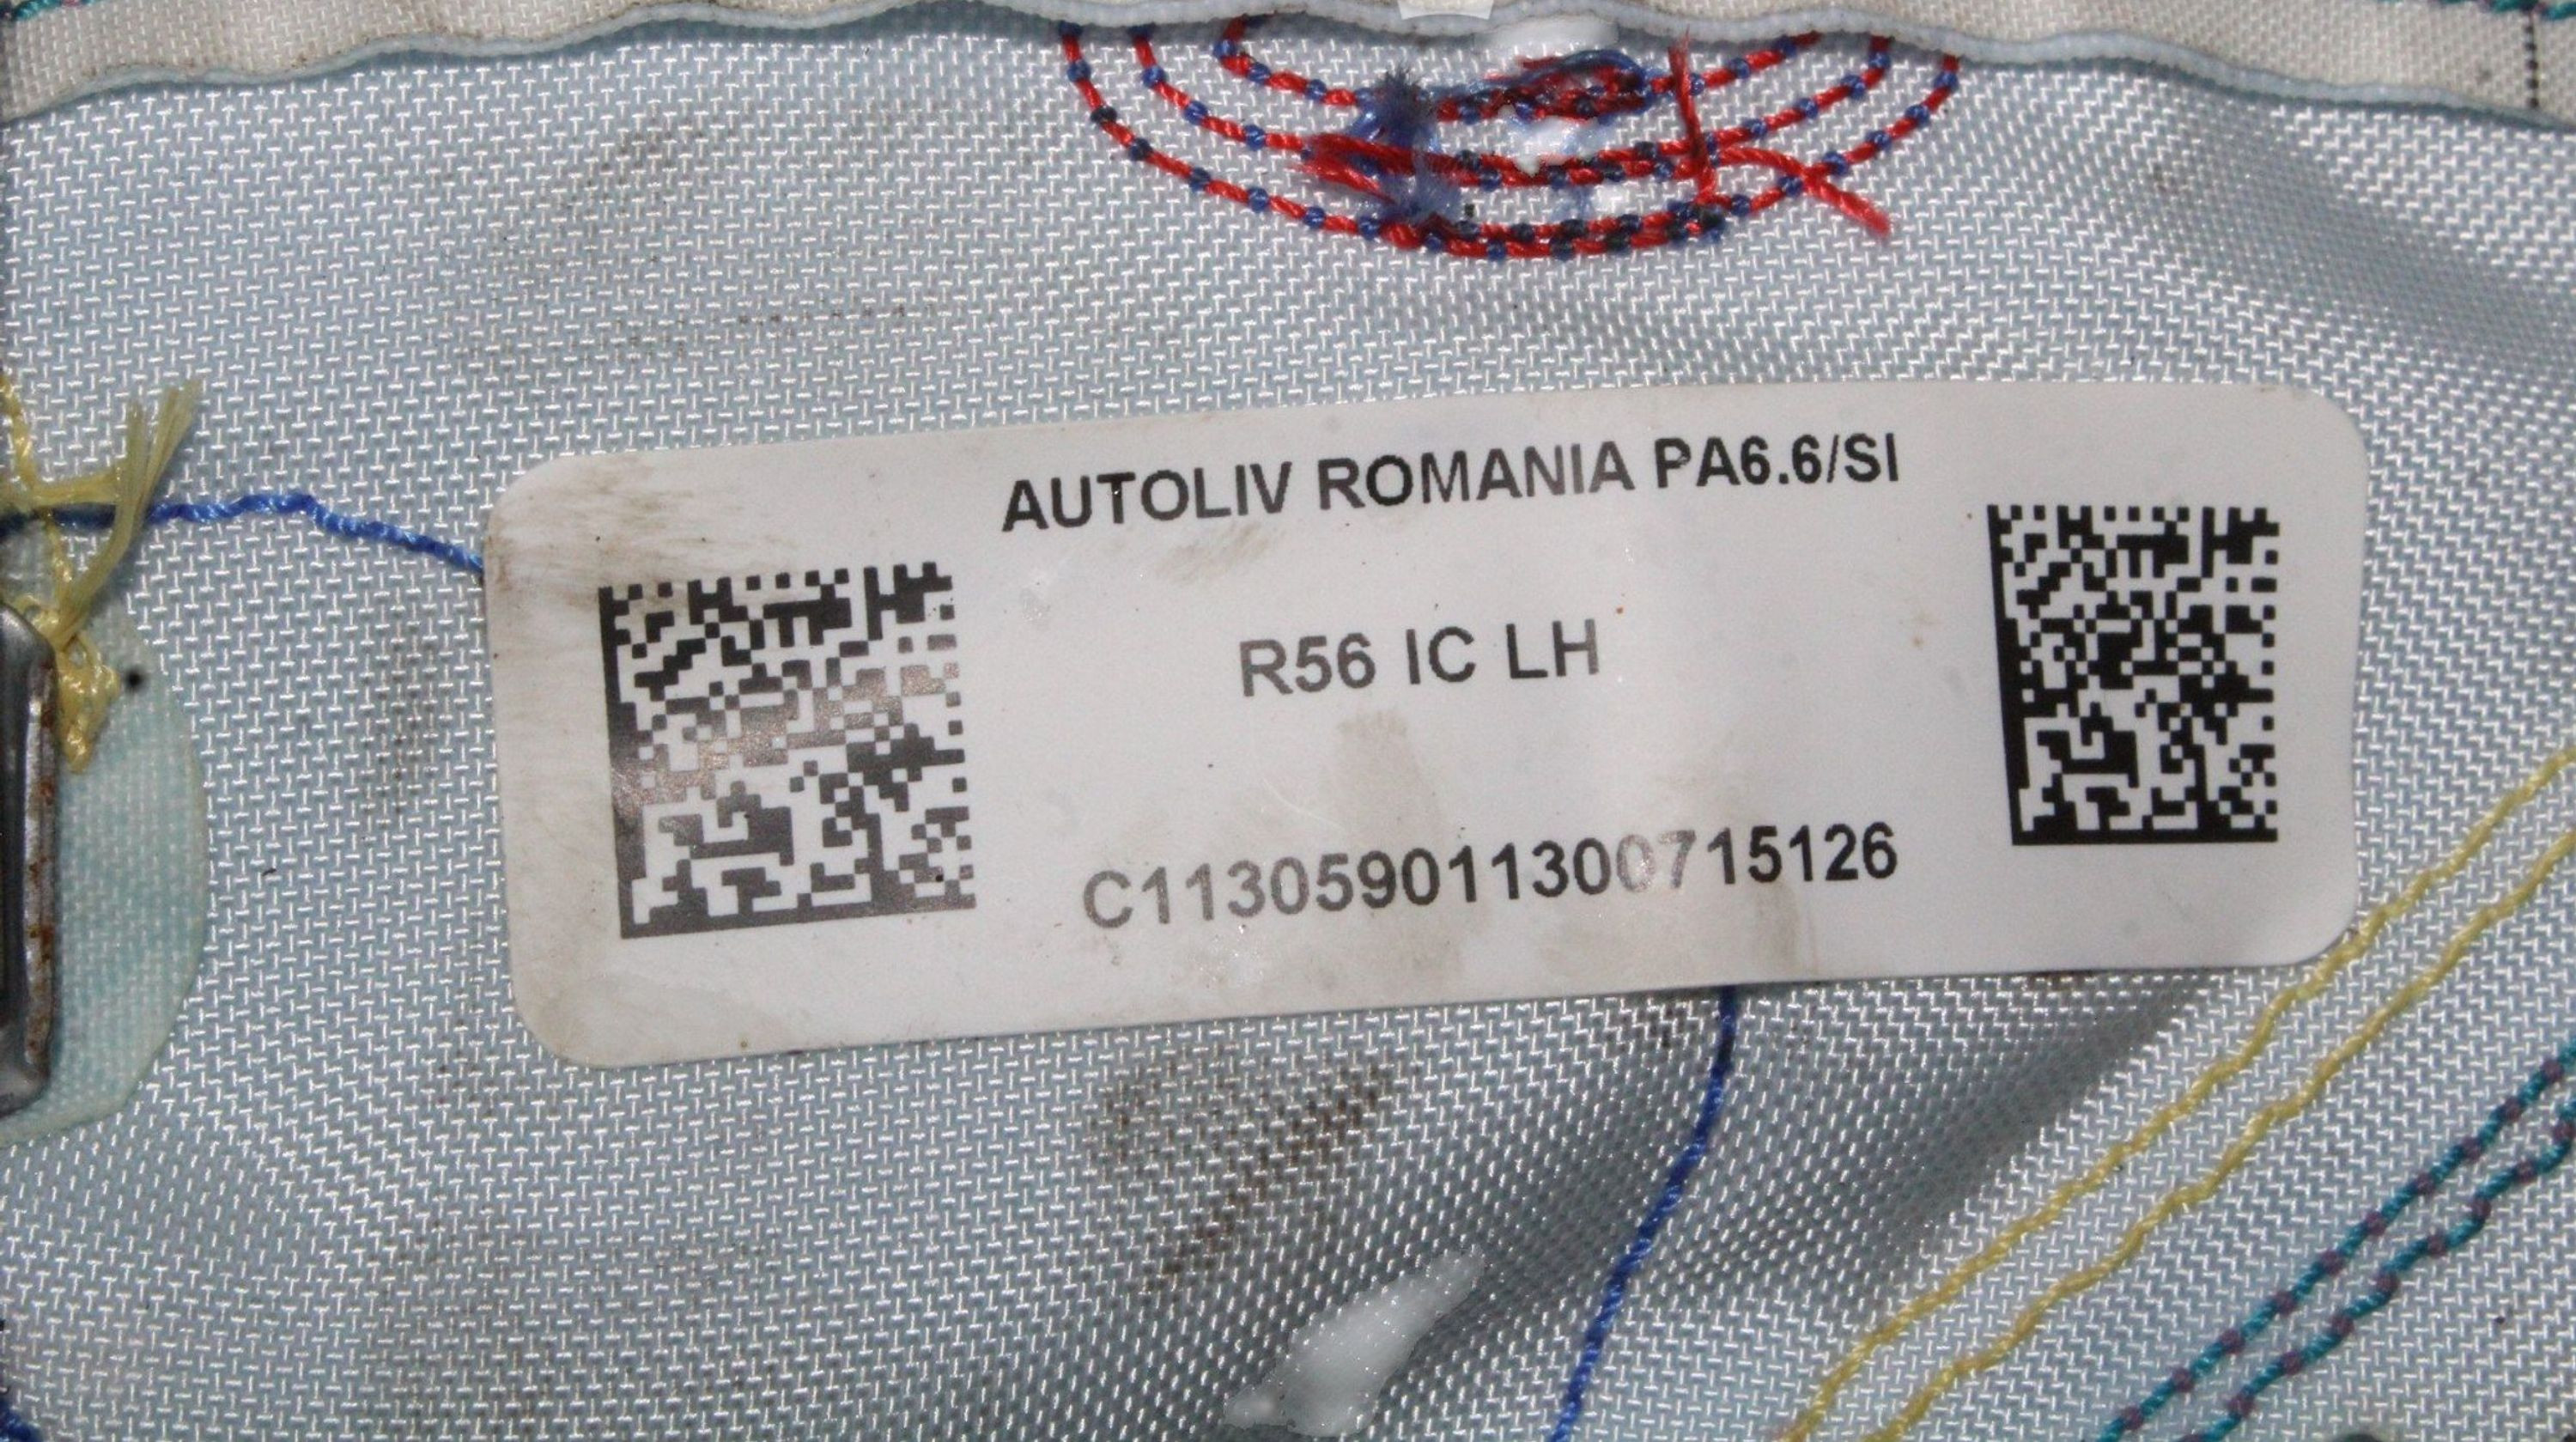 AUTOLIV ROMANIA PA6.6/SI
R56 IC LH
C11305901130071​5126